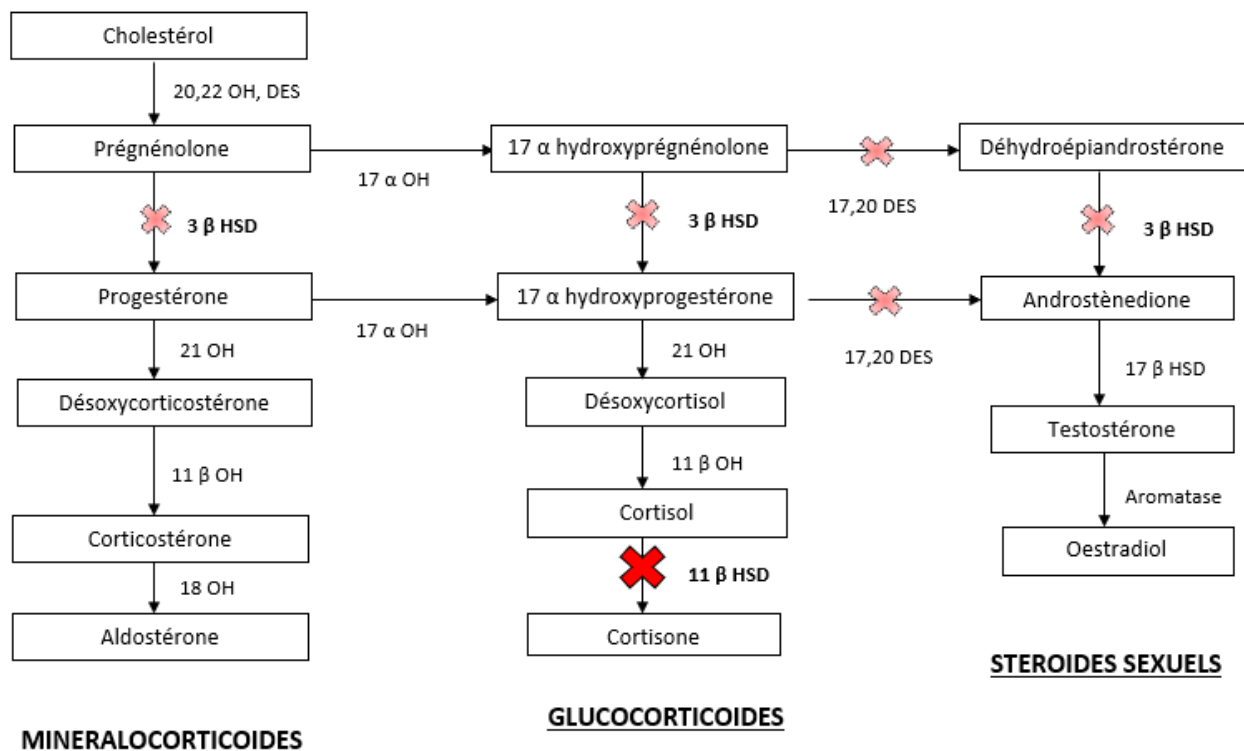 Cholestérol
20,22 OH, DES
Prégnénolone
17 α OH
17 α hydroxyprégnénolone
17,20 DES
Déhydroépiandrostérone
3 β HSD
3 β HSD
3 β HSD
Progestérone
17 α OH
17 α hydroxyprogestérone
17,20 DES
Androstènedione
21 OH
21 OH
17 β HSD
Désoxycorticostérone
Désoxycortisol
Testostérone
11 β OH
11 β OH
Aromatase
Corticostérone
Cortisol
Oestradiol
18 OH
11 β HSD
Aldostérone
Cortisone
STEROIDES SEXUELS
GLUCOCORTICOIDES
MINERALOCORTICOIDES